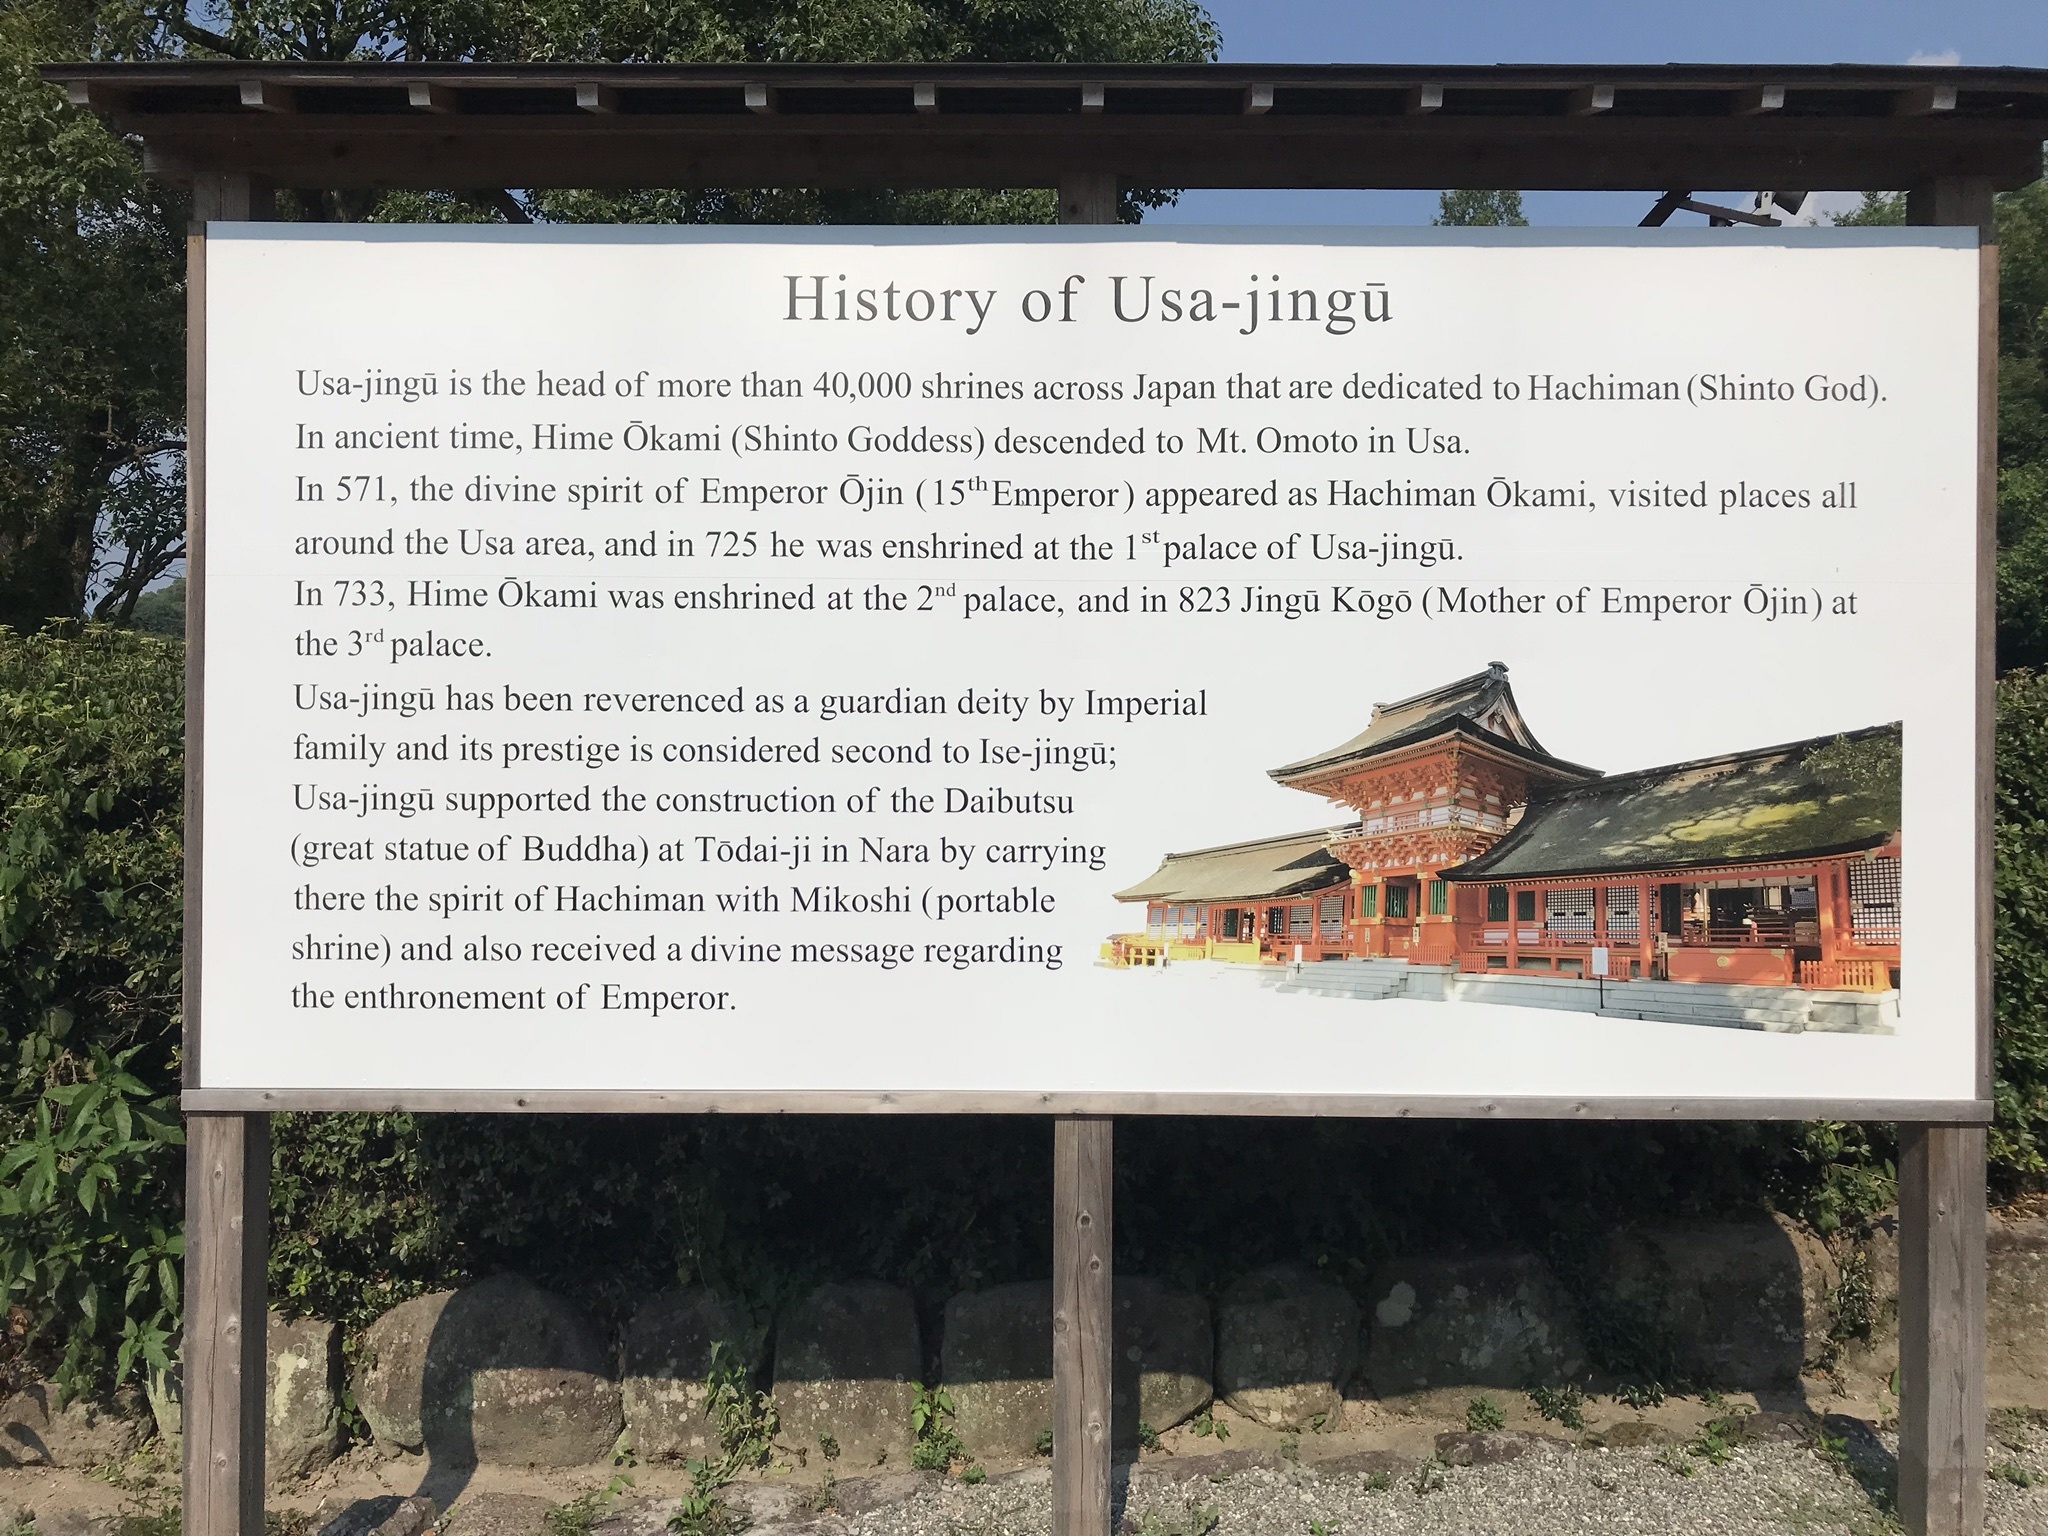 History of Usa-jingū
Usa-jingū is the head of more than 40,000 shrines across Japan that are dedicated to Hachiman (Shinto God).
In ancient time, Hime Ōkami (Shinto Goddess) descended to Mt. Omoto in Usa.
In 571, the divine spirit of Emperor Ōjin (15th Emperor) appeared as Hachiman Ōkami, visited places all
around the Usa area, and in 725 he was enshrined at the 1st palace of Usa-jingū.
In 733, Hime Ōkami was enshrined at the 2nd palace, and in 823 Jingū Kōgō (Mother of Emperor Ōjin) at
the 3rd palace.
Usa-jingū has been reverenced as a guardian deity by Imperial
family and its prestige is considered second to Ise-jingū;
Usa-jingū supported the construction of the Daibutsu
(great statue of Buddha) at Tōdai-ji in Nara by carrying
there the spirit of Hachiman with Mikoshi (portable
shrine) and also received a divine message regarding
the enthronement of Emperor.